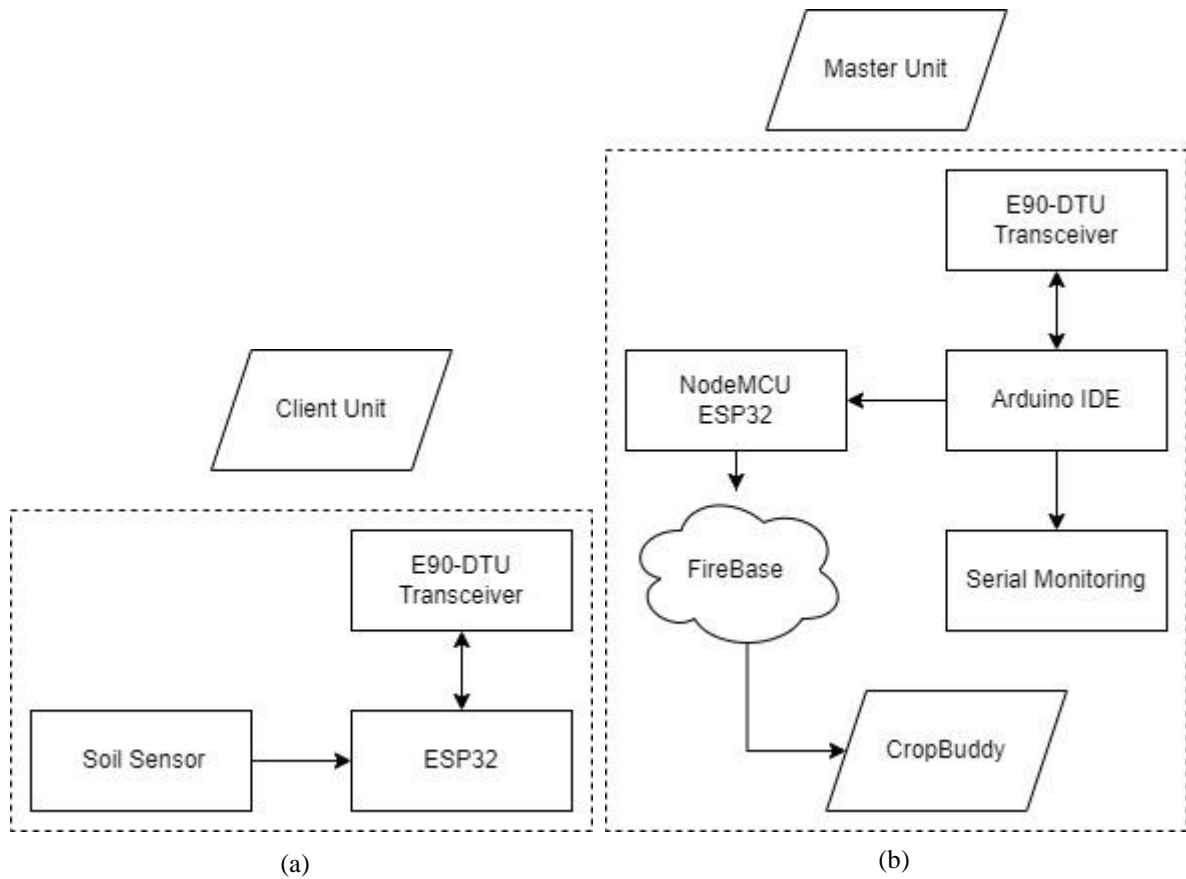 Client Unit
E90-DTU
Transceiver
Soil Sensor
ESP32
(a)
Master Unit
E90-DTU
Transceiver
NodeMCU
ESP32
Arduino IDE
FireBase
Serial Monitoring
CropBuddy
(b)